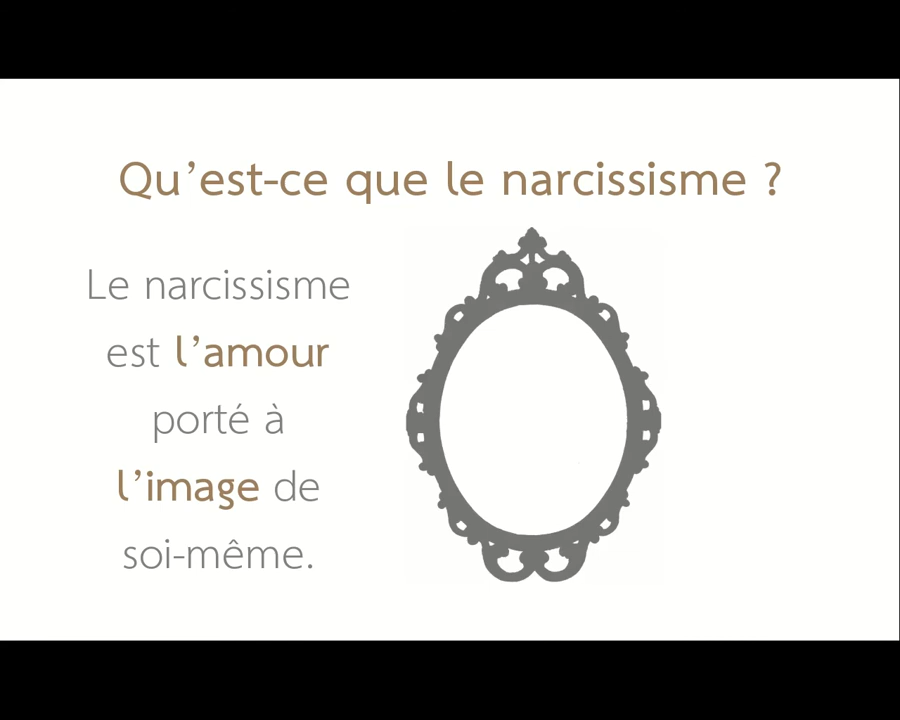 Qu’est-ce que le narcissisme ?
Le narcissisme
est l’amour
porté à
l’image de
soi-même.